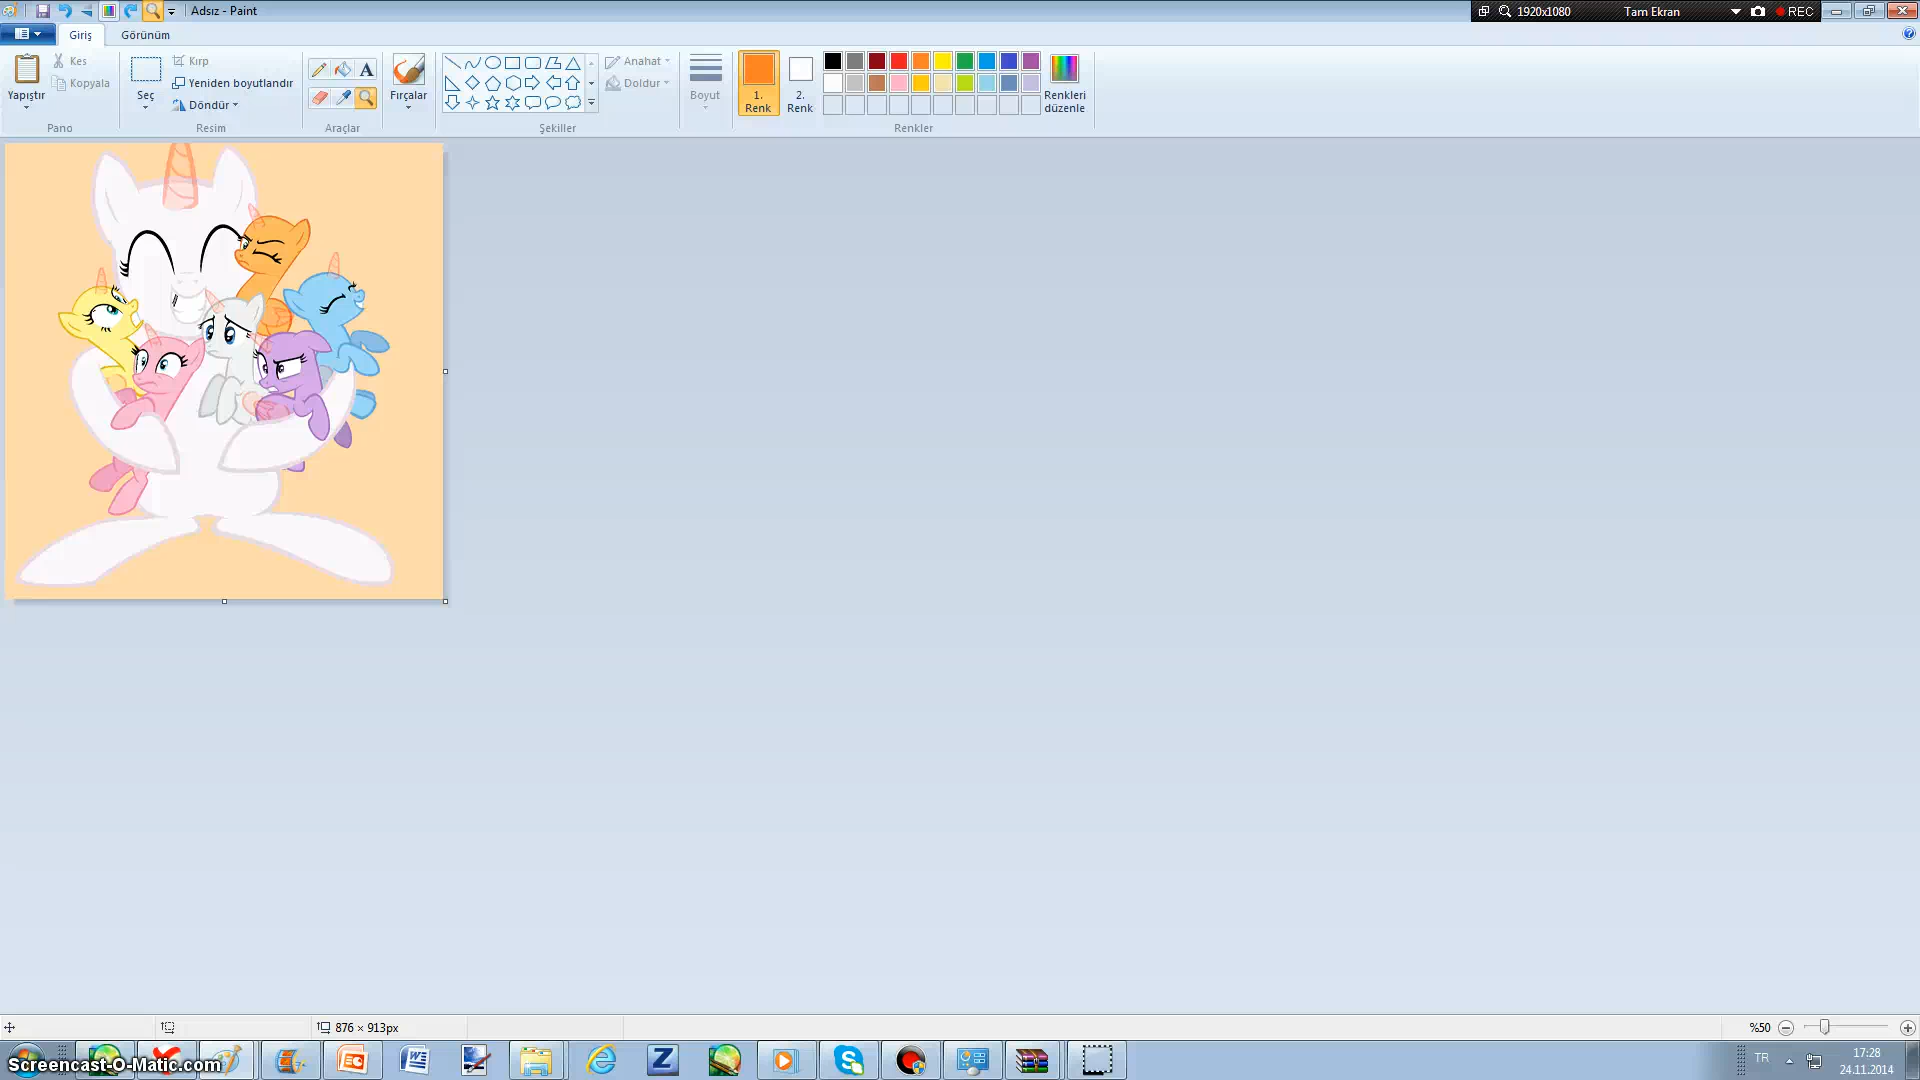 Adsız - Paint
1920x1080 Tam Ekran REC
Giriş Görünüm
Yapıştır
Kes
Kopyala
Pano
Seç
Kırp
Yeniden boyutlandır
Döndür
Resim
A
Araçlar
Fırçalar
Anahat
Doldur
Şekiller
Boyut
1.
Renk
2.
Renk
Renkleri
düzenle
Renkler
876 × 913px
%50
Screencast-O-Matic.com
TR
17:28
24.11.2014